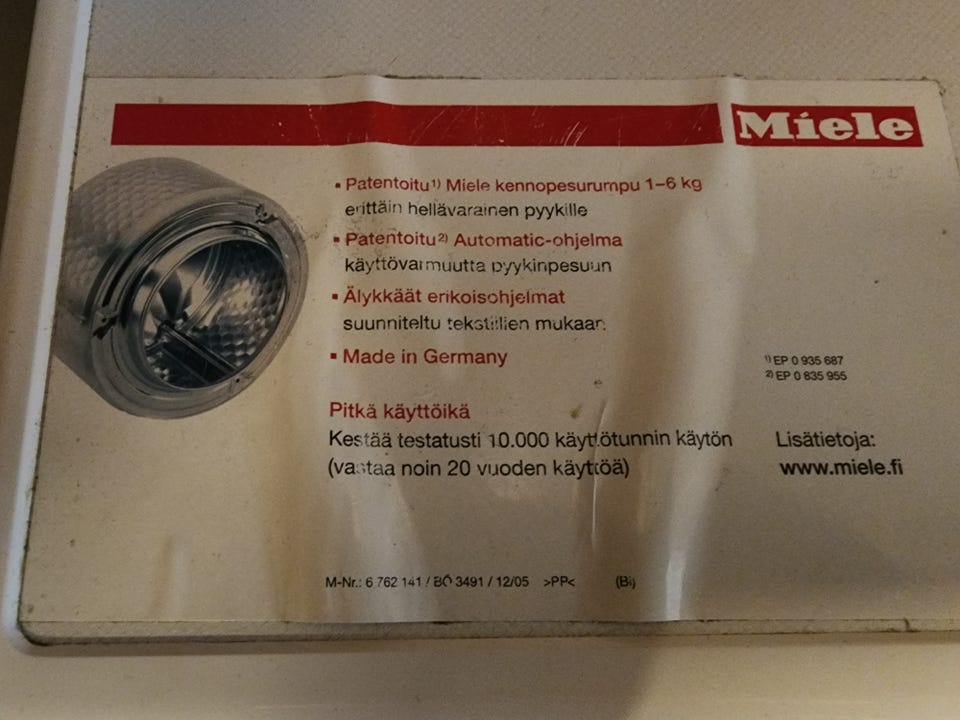 Miele
▪ Patentoitu¹⁾ Miele kennopesurumpu 1–6 kg
erittäin hellävarainen pyykille
▪ Patentoitu²⁾ Automatic-ohjelma
käyttövarmuutta pyykinpesuun
▪ Älykkäät erikoisohjelmat
suunniteltu tekstiilien mukaan
▪ Made in Germany
¹⁾ EP 0 935 687
²⁾ EP 0 835 955
Pitkä käyttöikä
Kestää testatusti 10.000 käyttötunnin käytön
(vastaa noin 20 vuoden käyttöä)
Lisätietoja:
www.miele.fi
M-Nr.: 6 762 141 / BÖ 3491 / 12/05 >PP< (Bi)